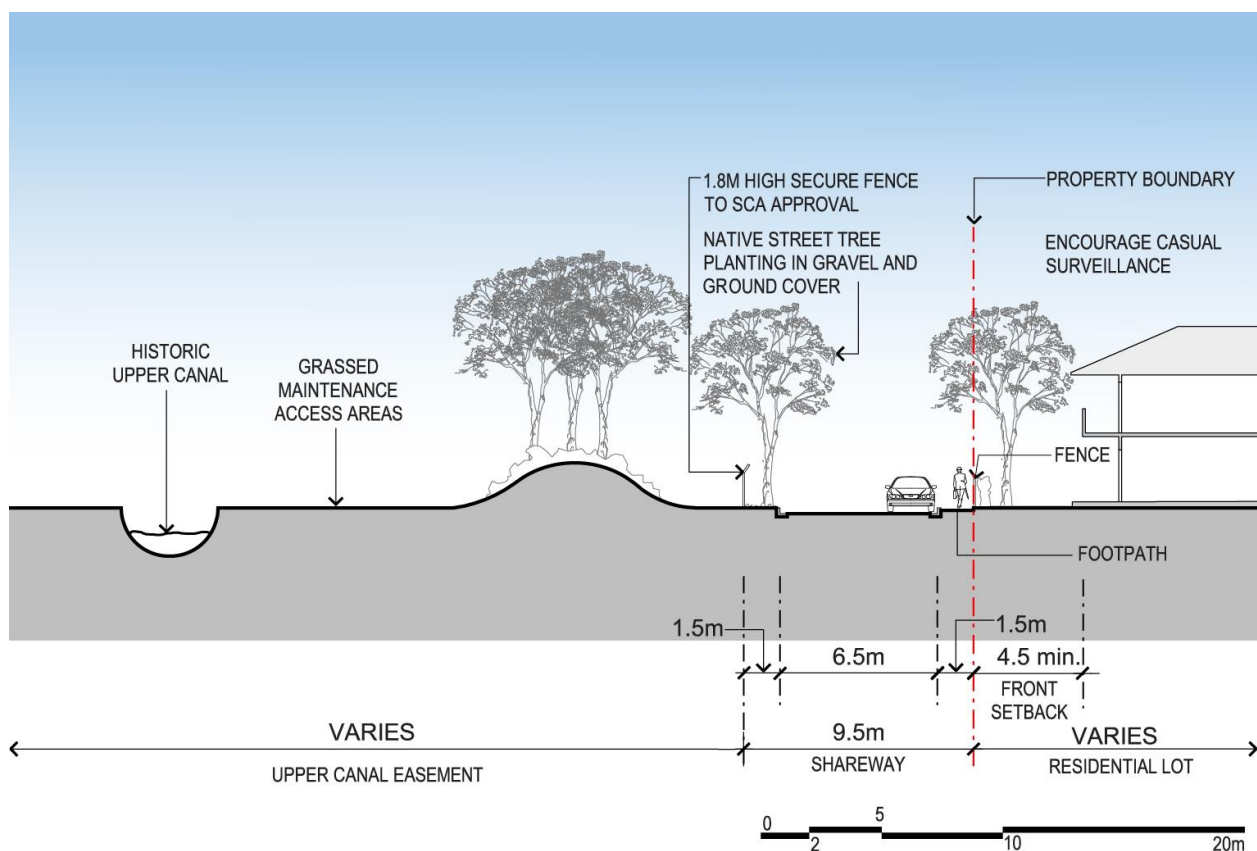 1.8M HIGH SECURE FENCE
TO SCA APPROVAL
NATIVE STREET TREE
PLANTING IN GRAVEL AND
GROUND COVER
PROPERTY BOUNDARY
ENCOURAGE CASUAL
SURVEILLANCE
HISTORIC
UPPER CANAL
GRASSED
MAINTENANCE
ACCESS AREAS
FENCE
FOOTPATH
1.5m
6.5m
1.5m
4.5 min.
FRONT
SETBACK
VARIES
UPPER CANAL EASEMENT
9.5m
SHAREWAY
VARIES
RESIDENTIAL LOT
0
5
2
10
20m